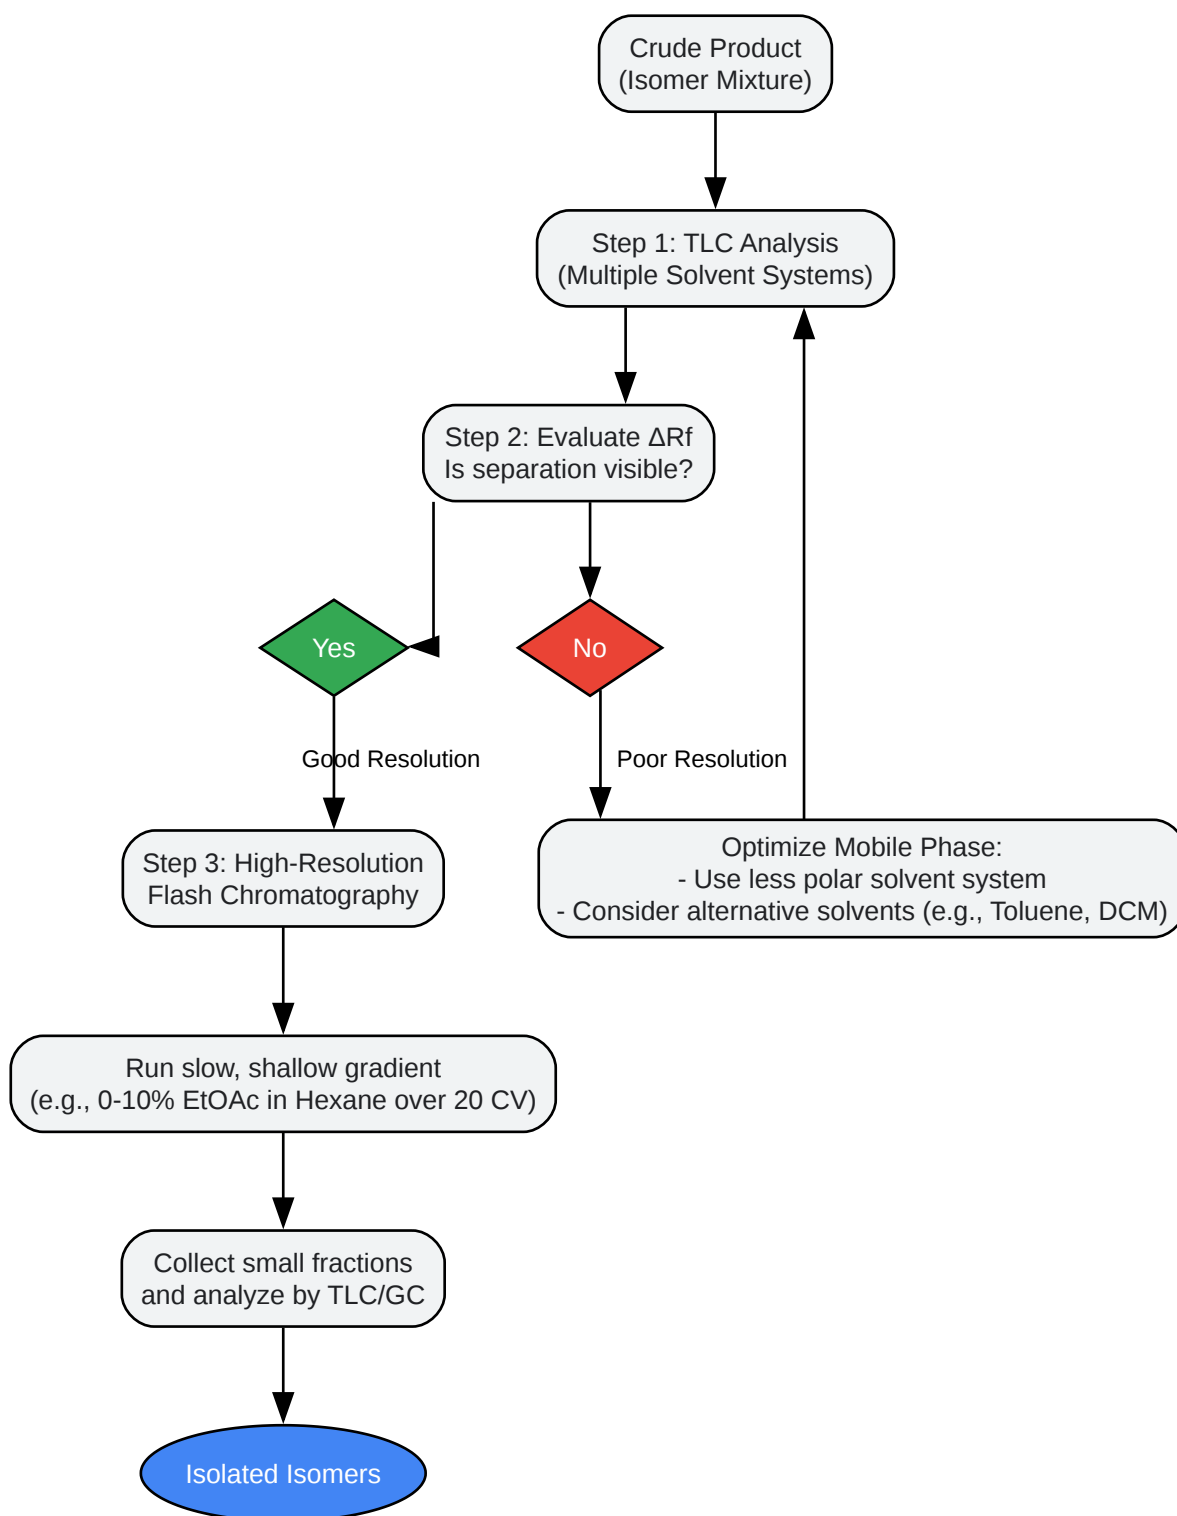 Crude Product
(Isomer Mixture)
Step 1: TLC Analysis
(Multiple Solvent Systems)
Step 2: Evaluate ΔRf
Is separation visible?
Yes
No
Good Resolution
Poor Resolution
Step 3: High-Resolution
Flash Chromatography
Optimize Mobile Phase:
- Use less polar solvent system
- Consider alternative solvents (e.g., Toluene, DCM)
Run slow, shallow gradient
(e.g., 0-10% EtOAc in Hexane over 20 CV)
Collect small fractions
and analyze by TLC/GC
Isolated Isomers